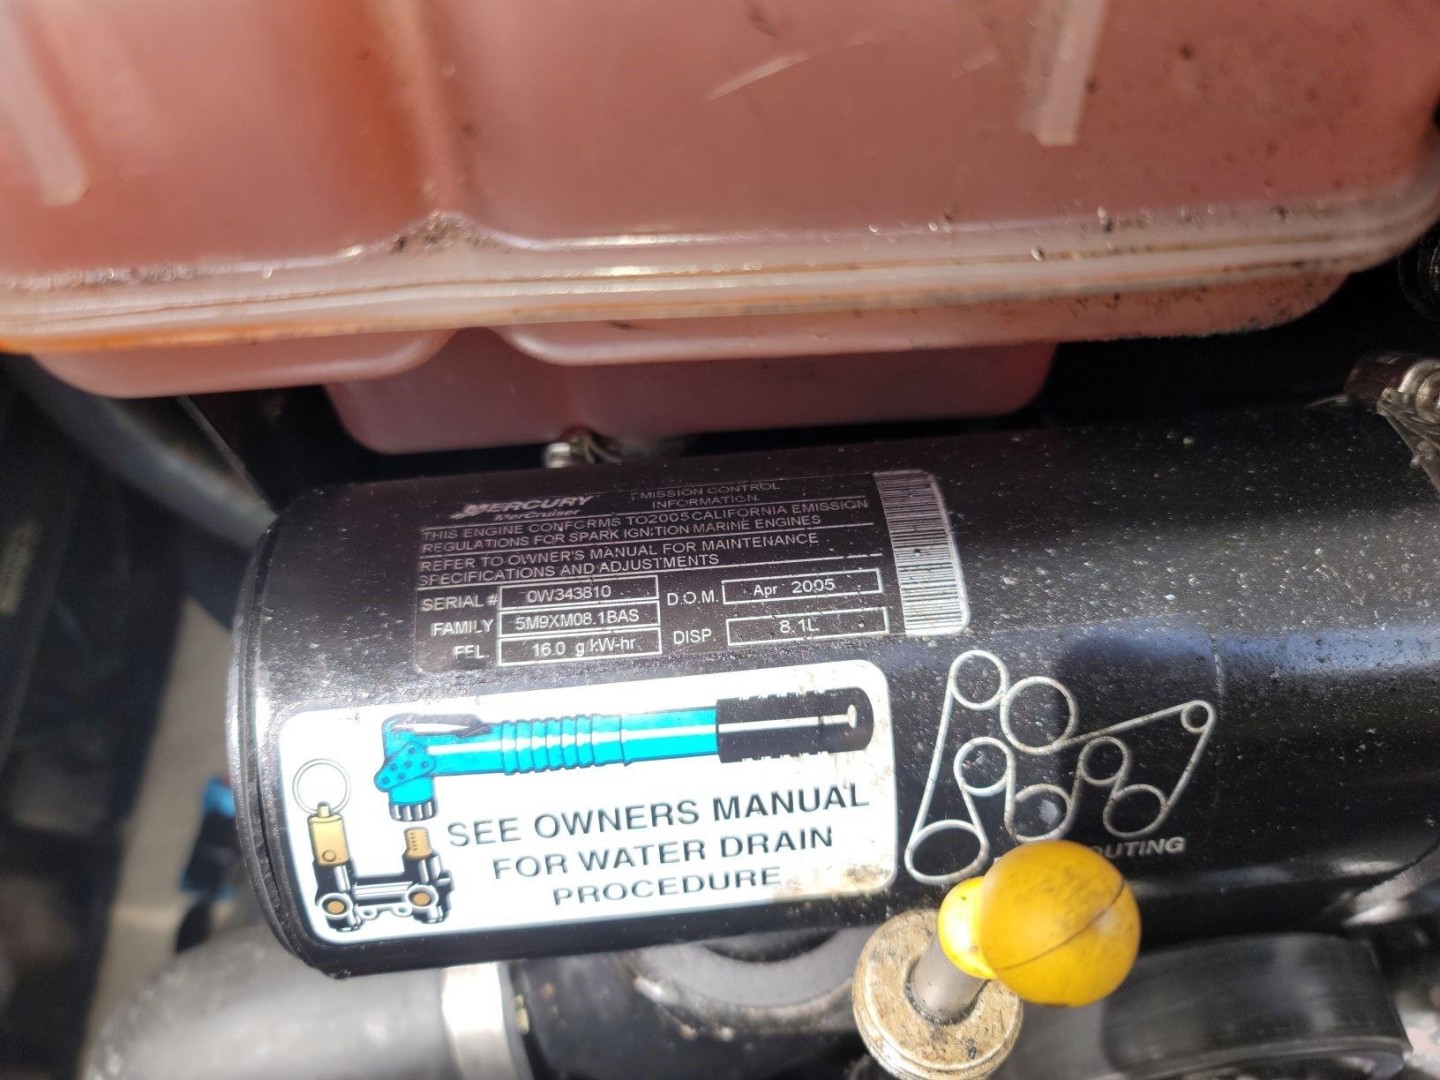 MERCURY
MerCruiser
EMISSION CONTROL
INFORMATION
THIS ENGINE CONFORMS TO 2005 CALIFORNIA EMISSION
REGULATIONS FOR SPARK IGNITION MARINE ENGINES
REFER TO OWNER'S MANUAL FOR MAINTENANCE
SPECIFICATIONS AND ADJUSTMENTS
SERIAL # 0W343810 D.O.M. Apr 2005
FAMILY 5M9XM08.1BAS DISP. 8.1L
FEL 16.0 g/kW-hr
SEE OWNERS MANUAL
FOR WATER DRAIN
PROCEDURE